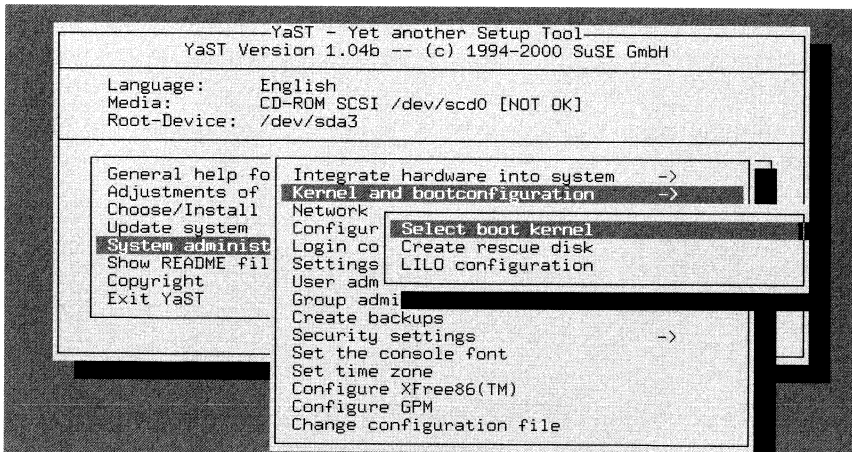 YaST - Yet another Setup Tool
YaST Version 1.04b -- (c) 1994-2000 SuSE GmbH
Language: English
Media: CD-ROM SCSI /dev/scd0 [NOT OK]
Root-Device: /dev/sda3
General help fo
Adjustments of
Choose/Install
Update system
System administ
Show README fil
Copyright
Exit YaST
Integrate hardware into system ->
Kernel and bootconfiguration ->
Network
Configur
Login co
Settings
User adm
Group admi
Create backups
Security settings ->
Set the console font
Set time zone
Configure XFree86(TM)
Configure GPM
Change configuration file
Select boot kernel
Create rescue disk
LILO configuration